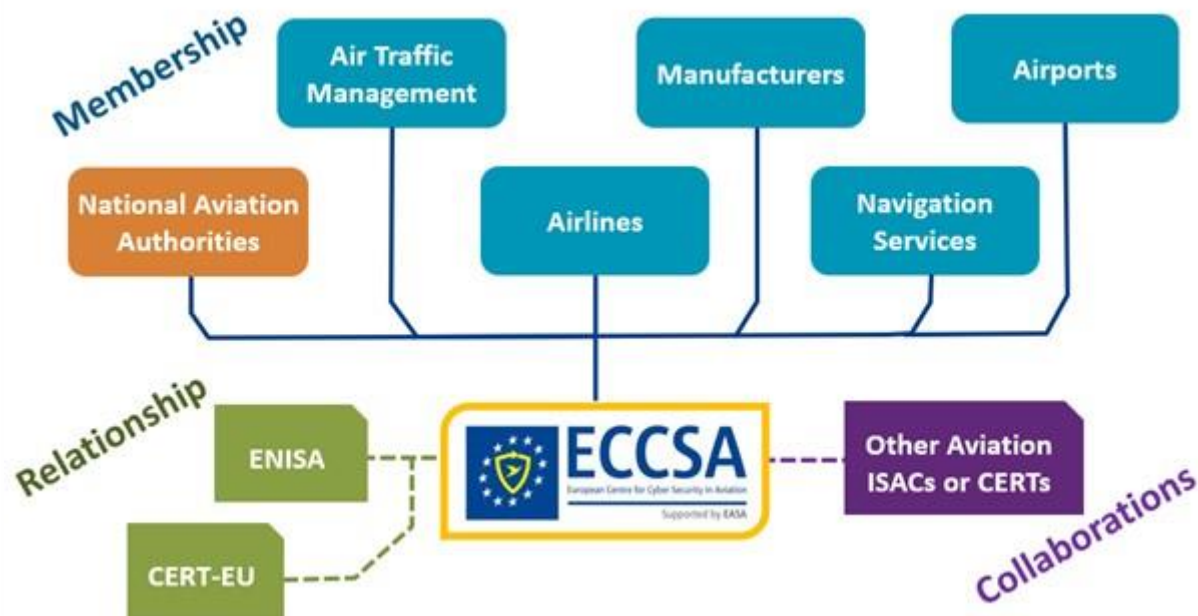 Membership
Air Traffic
Management
Manufacturers
Airports
National Aviation
Authorities
Airlines
Navigation
Services
Relationship
ENISA
CERT-EU
ECCSA
European Centre for Cyber Security in Aviation
Supported by EASA
Other Aviation
ISACs or CERTs
Collaborations